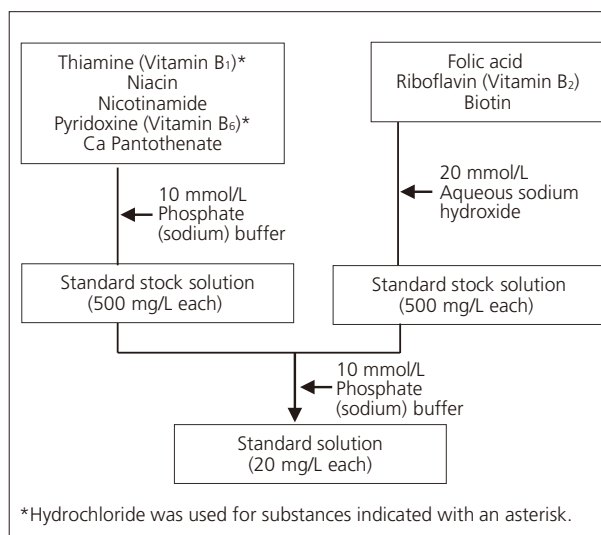 Thiamine (Vitamin B₁)*
Niacin
Nicotinamide
Pyridoxine (Vitamin B₆)*
Ca Pantothenate
Folic acid
Riboflavin (Vitamin B₂)
Biotin
10 mmol/L
Phosphate
(sodium) buffer
20 mmol/L
Aqueous sodium
hydroxide
Standard stock solution
(500 mg/L each)
Standard stock solution
(500 mg/L each)
10 mmol/L
Phosphate
(sodium) buffer
Standard solution
(20 mg/L each)
*Hydrochloride was used for substances indicated with an asterisk.